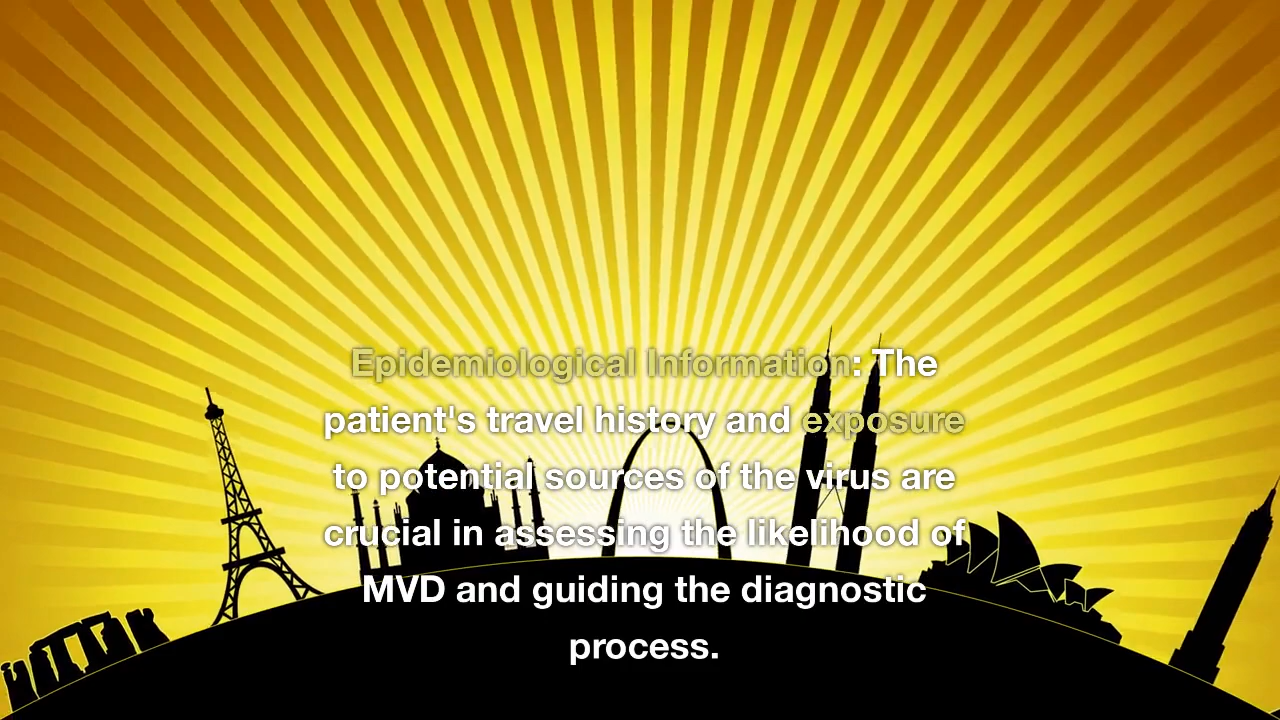 Epidemiological Information: The
patient's travel history and exposure
to potential sources of the virus are
crucial in assessing the likelihood of
MVD and guiding the diagnostic
process.